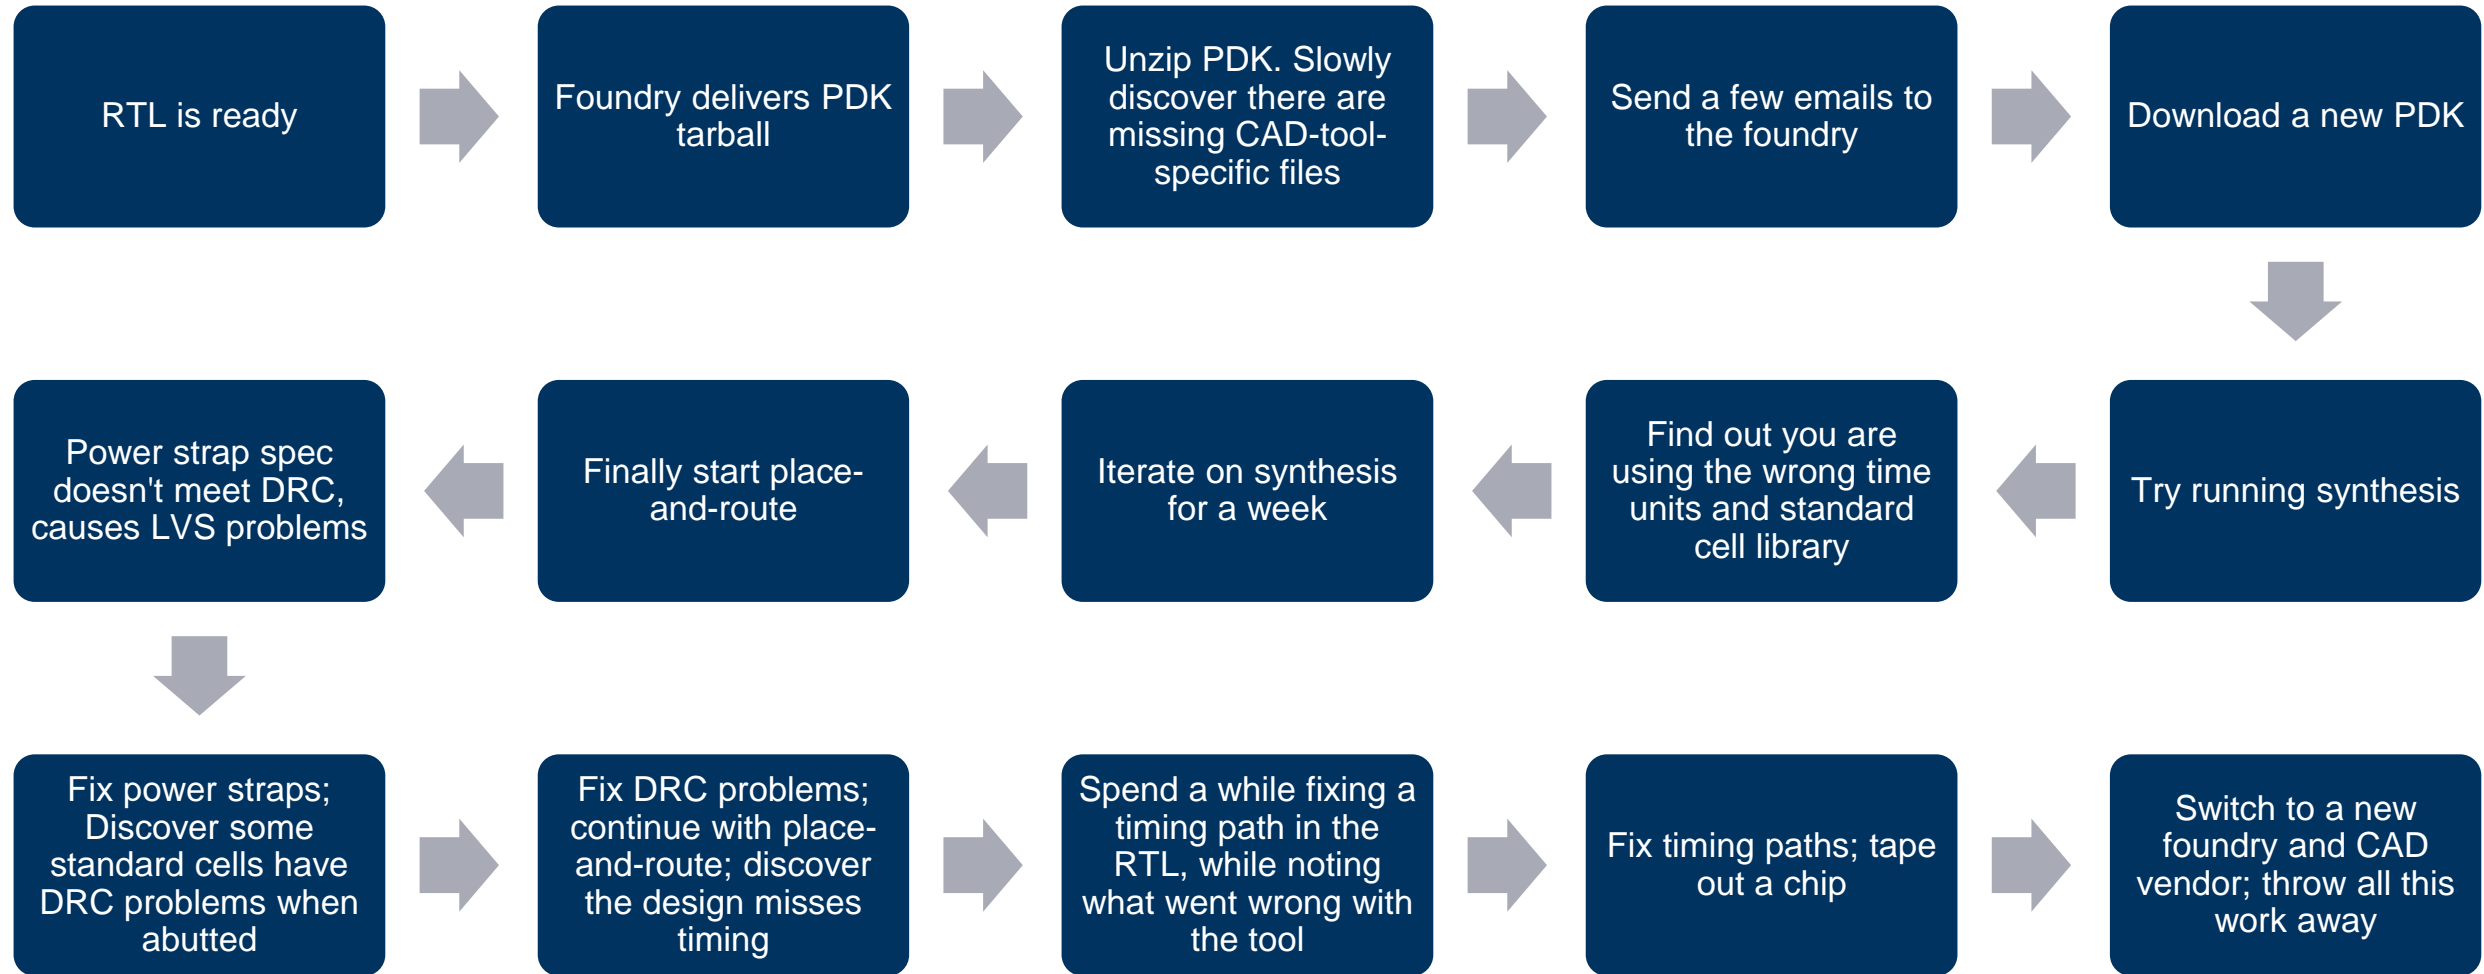 RTL is ready
Foundry delivers PDK
tarball
Unzip PDK. Slowly
discover there are
missing CAD-tool-
specific files
Send a few emails to
the foundry
Download a new PDK
Try running synthesis
Find out you are
using the wrong time
units and standard
cell library
Iterate on synthesis
for a week
Finally start place-
and-route
Power strap spec
doesn't meet DRC,
causes LVS problems
Fix power straps;
Discover some
standard cells have
DRC problems when
abutted
Fix DRC problems;
continue with place-
and-route; discover
the design misses
timing
Spend a while fixing a
timing path in the
RTL, while noting
what went wrong with
the tool
Fix timing paths; tape
out a chip
Switch to a new
foundry and CAD
vendor; throw all this
work away